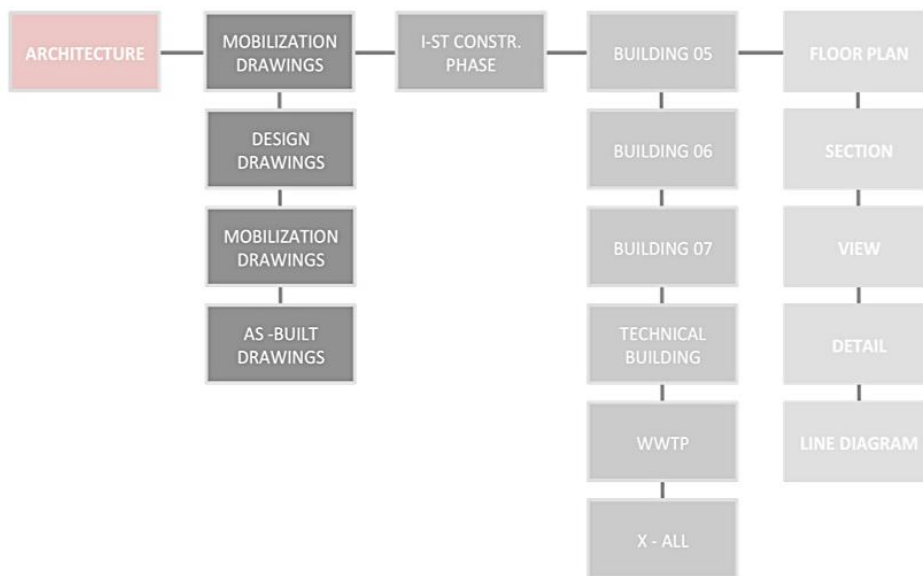 ARCHITECTURE
MOBILIZATION
DRAWINGS
I-ST CONSTR.
PHASE
BUILDING 05
FLOOR PLAN
DESIGN
DRAWINGS
BUILDING 06
SECTION
MOBILIZATION
DRAWINGS
BUILDING 07
VIEW
AS -BUILT
DRAWINGS
TECHNICAL
BUILDING
DETAIL
WWTP
LINE DIAGRAM
X - ALL